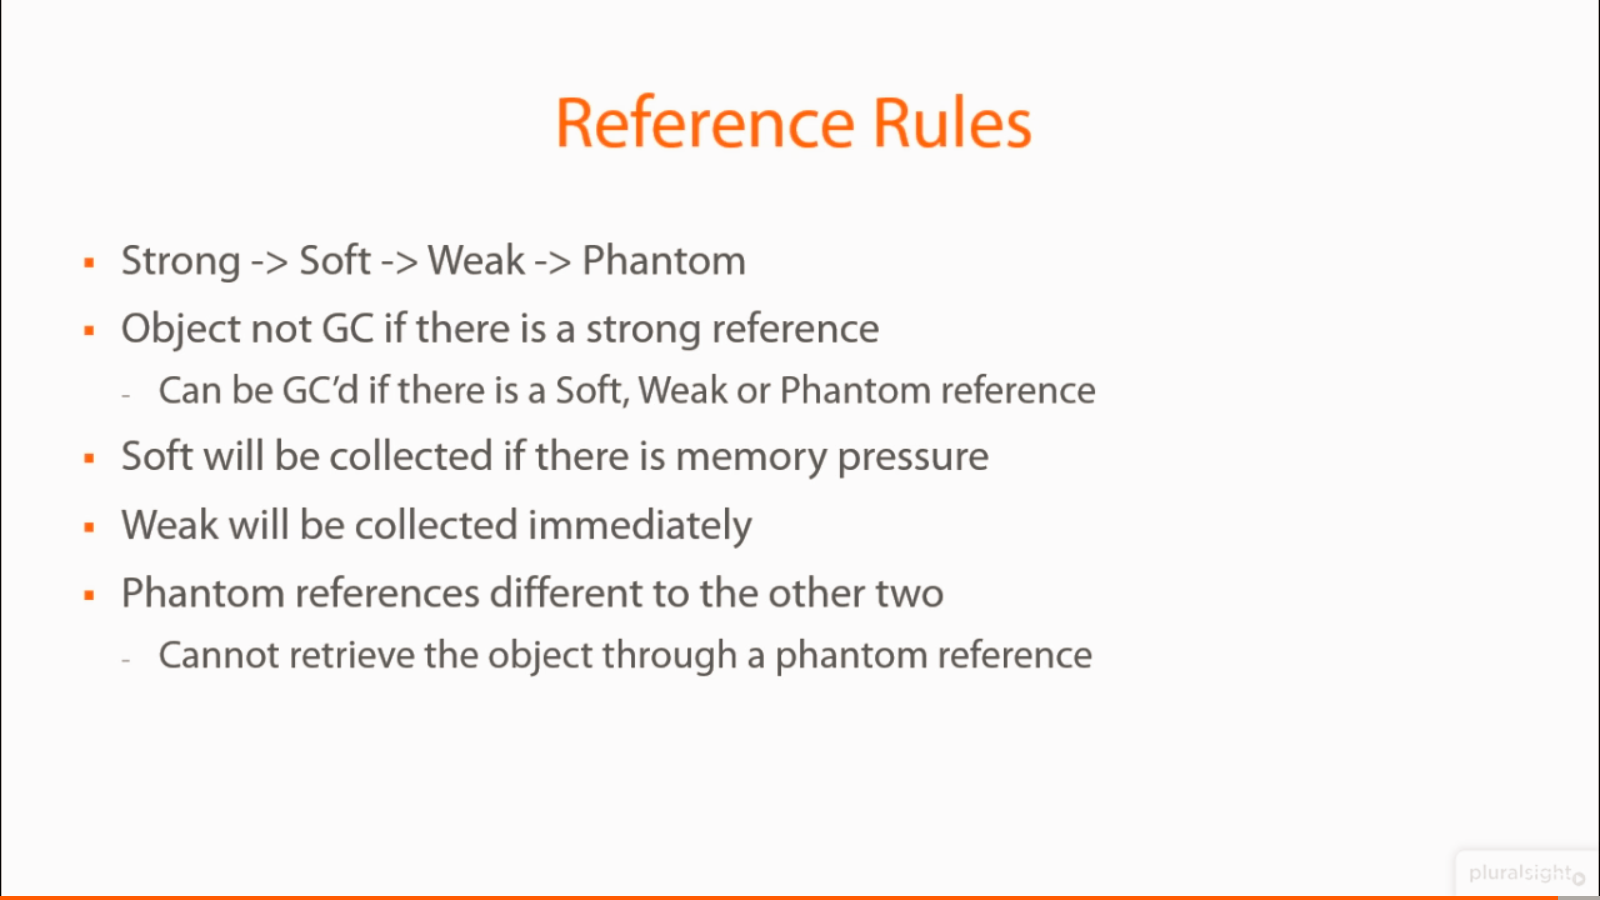 Reference Rules
Strong -> Soft -> Weak -> Phantom
Object not GC if there is a strong reference
- Can be GC’d if there is a Soft, Weak or Phantom reference
Soft will be collected if there is memory pressure
Weak will be collected immediately
Phantom references different to the other two
- Cannot retrieve the object through a phantom reference
pluralsight